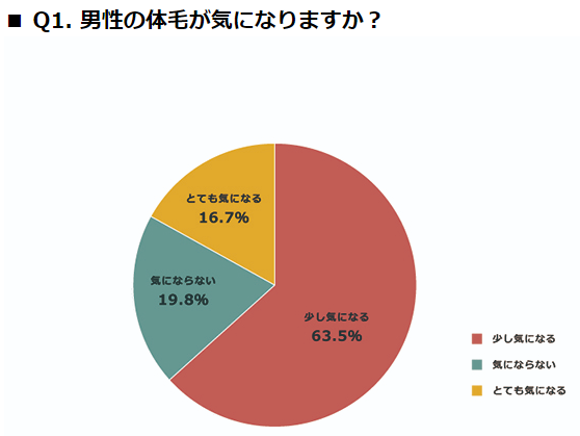 ■ Q1. 男性の体毛が気になりますか？
とても気になる
16.7%
気にならない
19.8%
少し気になる
63.5%
少し気になる
気にならない
とても気になる